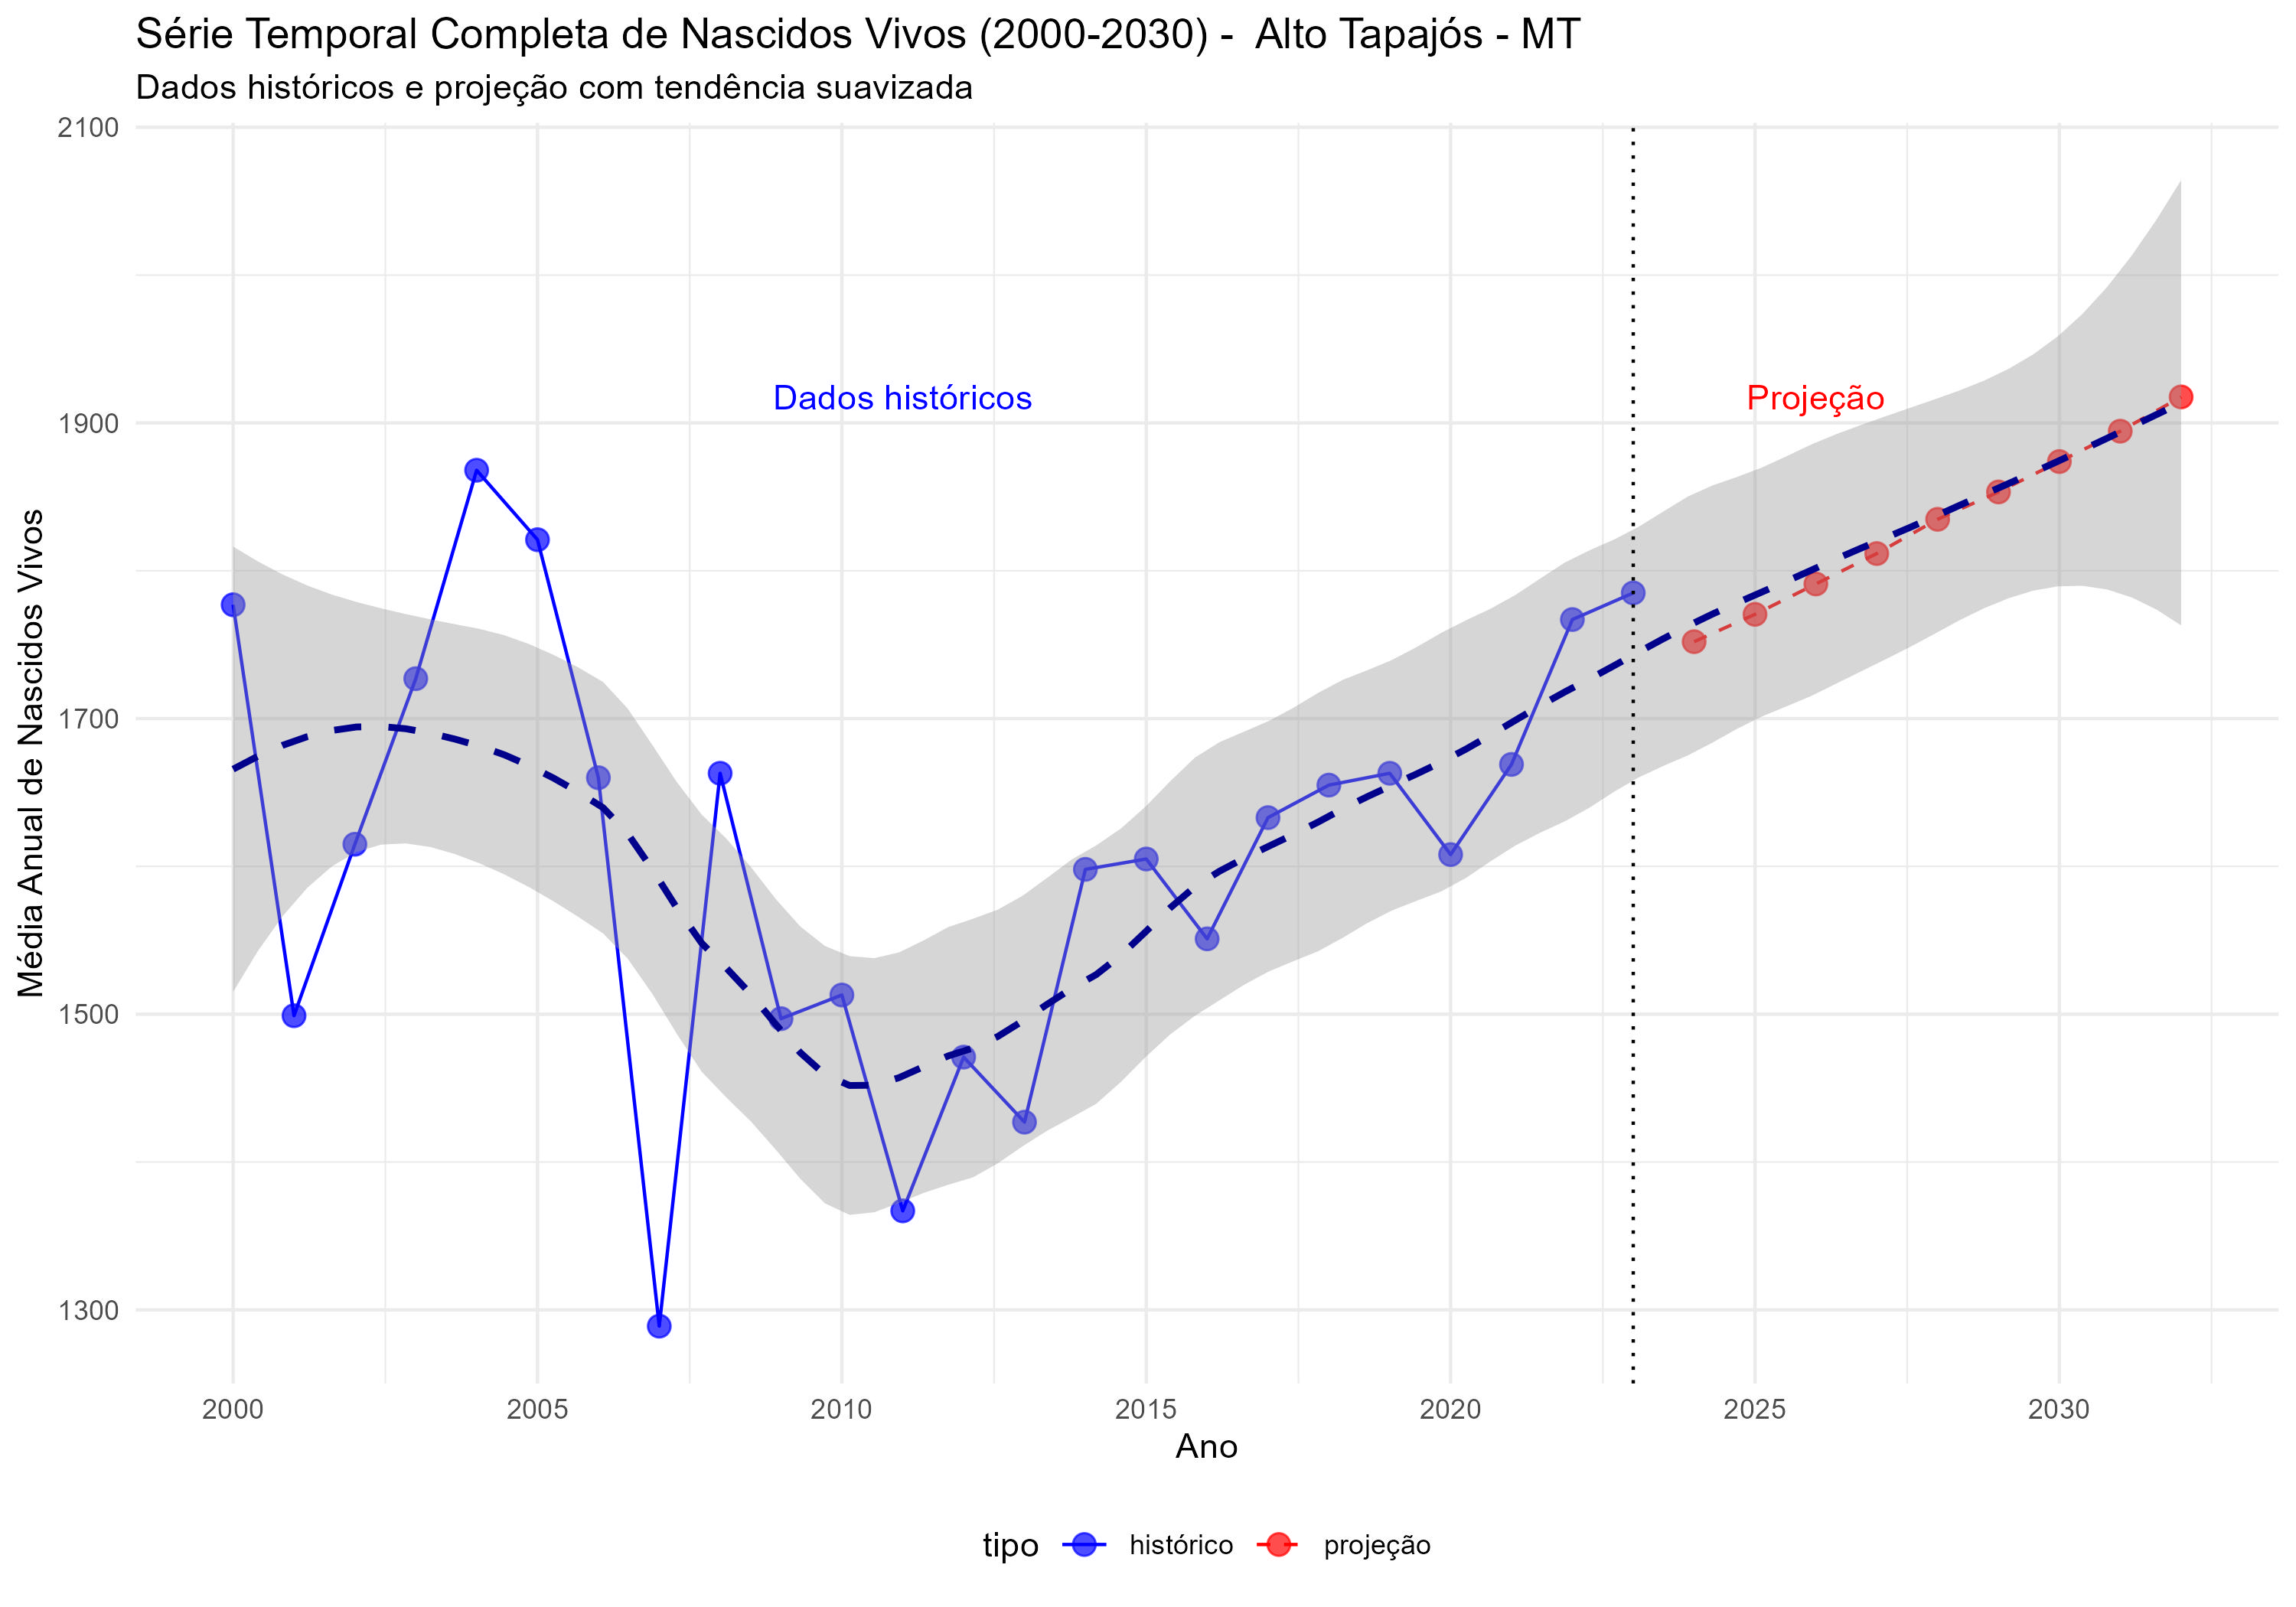 Série Temporal Completa de Nascidos Vivos (2000-2030) -  Alto Tapajós - MT
Dados históricos e projeção com tendência suavizada
Média Anual de Nascidos Vivos
2100
1900
1700
1500
1300
Dados históricos
Projeção
2000 2005 2010 2015 2020 2025 2030
Ano
tipo histórico projeção